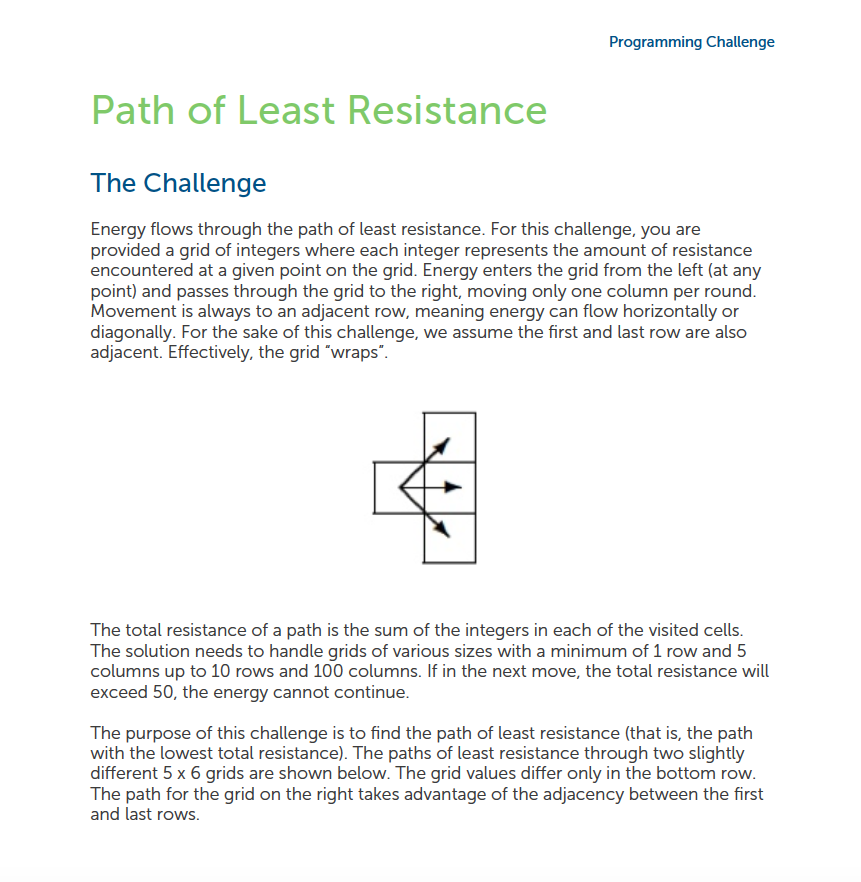 Programming Challenge
Path of Least Resistance
The Challenge
Energy flows through the path of least resistance. For this challenge, you are
provided a grid of integers where each integer represents the amount of resistance
encountered at a given point on the grid. Energy enters the grid from the left (at any
point) and passes through the grid to the right, moving only one column per round.
Movement is always to an adjacent row, meaning energy can flow horizontally or
diagonally. For the sake of this challenge, we assume the first and last row are also
adjacent. Effectively, the grid “wraps”.
The total resistance of a path is the sum of the integers in each of the visited cells.
The solution needs to handle grids of various sizes with a minimum of 1 row and 5
columns up to 10 rows and 100 columns. If in the next move, the total resistance will
exceed 50, the energy cannot continue.
The purpose of this challenge is to find the path of least resistance (that is, the path
with the lowest total resistance). The paths of least resistance through two slightly
different 5 x 6 grids are shown below. The grid values differ only in the bottom row.
The path for the grid on the right takes advantage of the adjacency between the first
and last rows.